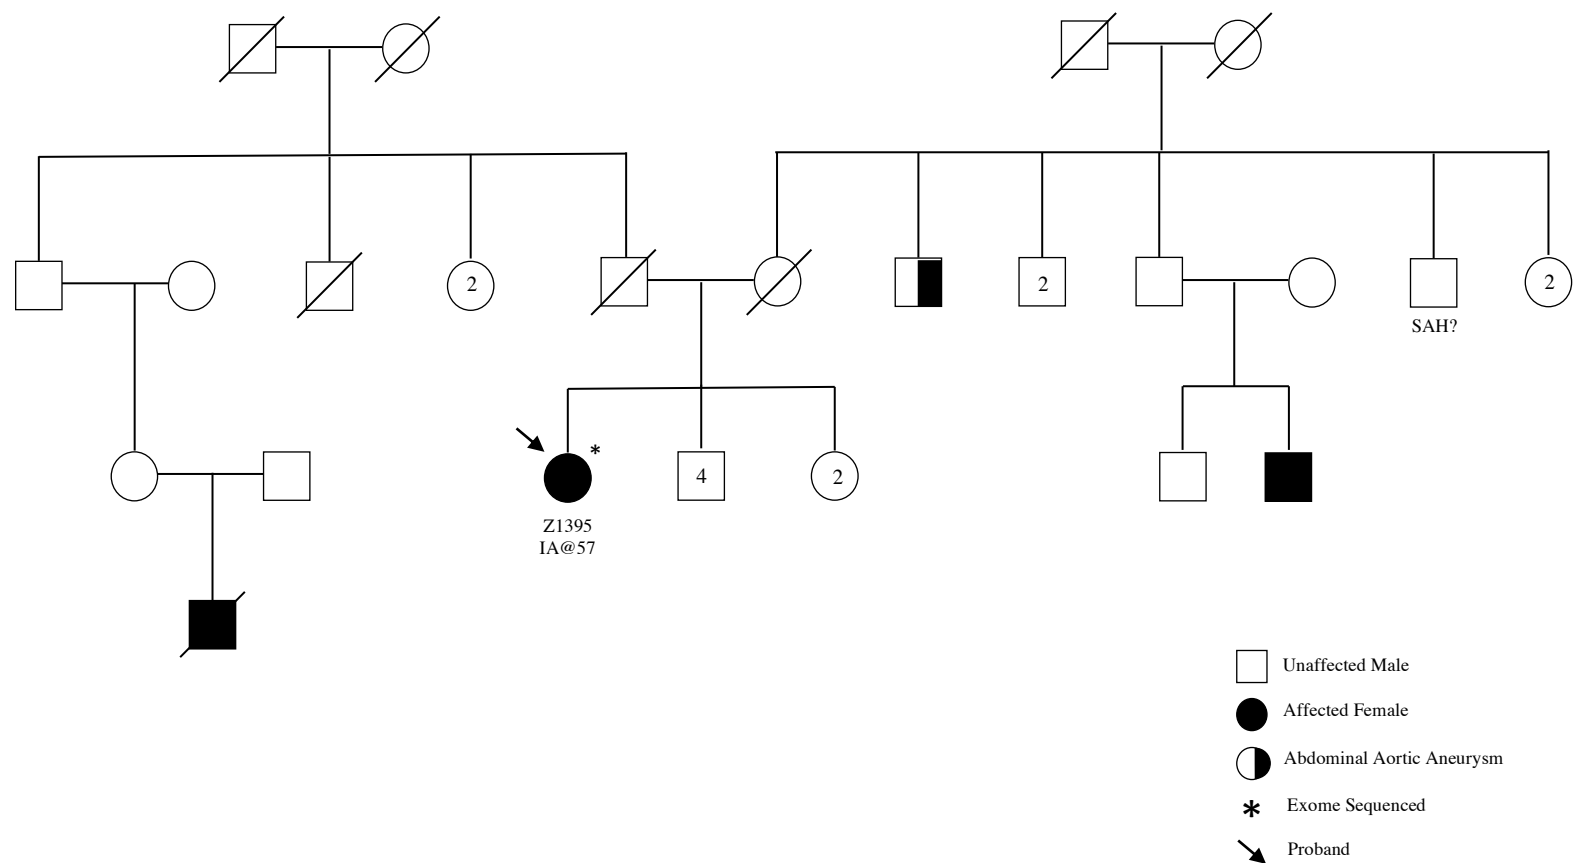 2
2
2
SAH?
4
2
*
Z1395
IA@57
Unaffected Male
Affected Female
Abdominal Aortic Aneurysm
* Exome Sequenced
Proband